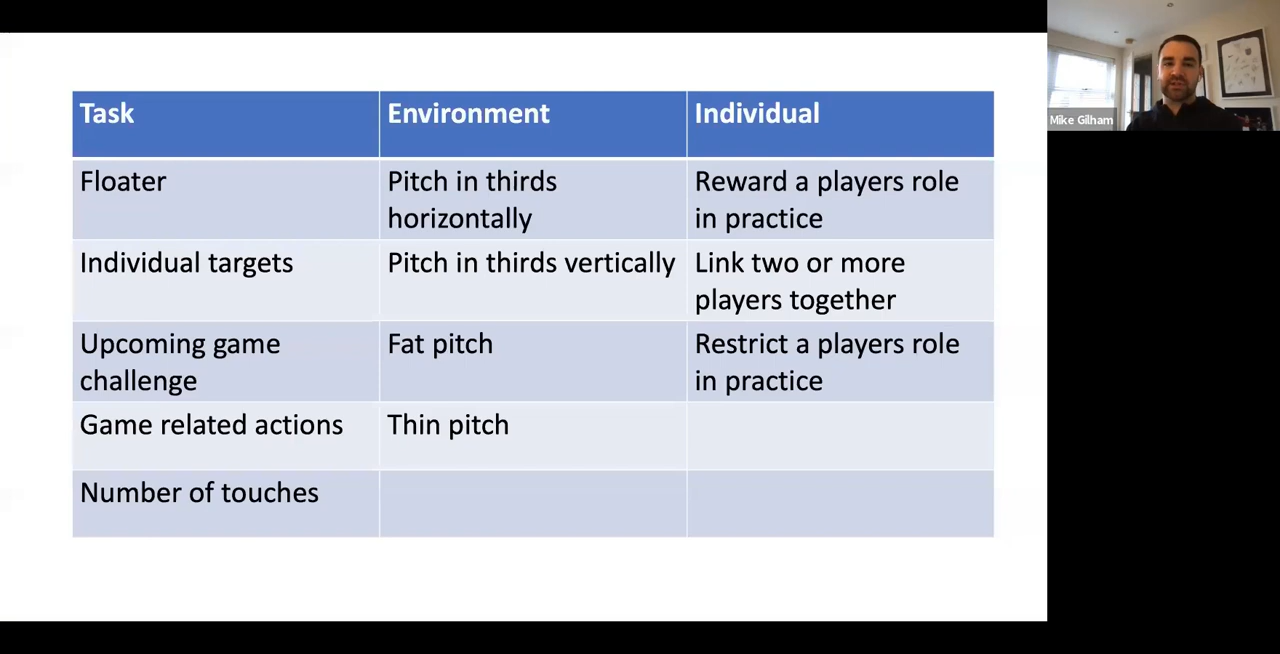 Task
Environment
Individual
Floater
Pitch in thirds
horizontally
Reward a players role
in practice
Individual targets
Pitch in thirds vertically
Link two or more
players together
Upcoming game
challenge
Fat pitch
Restrict a players role
in practice
Game related actions
Thin pitch
Number of touches
Mike Gilham